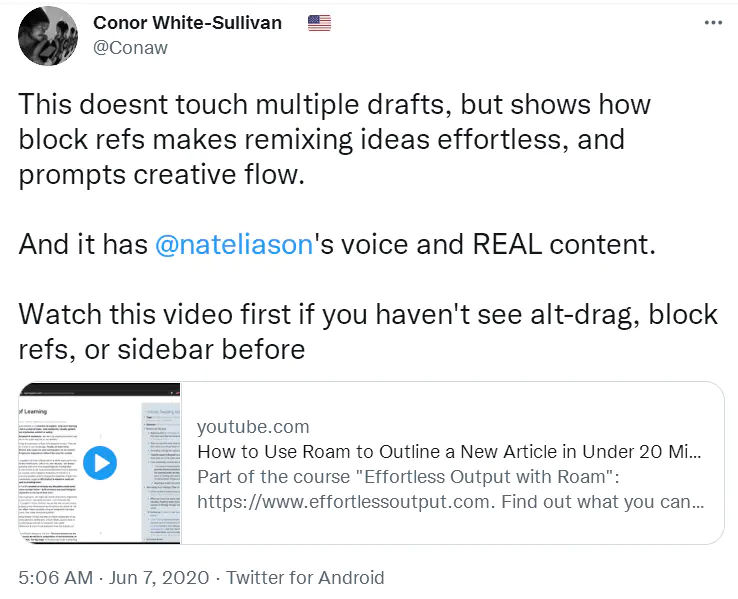 Conor White-Sullivan 🇺🇸
@Conaw
This doesnt touch multiple drafts, but shows how
block refs makes remixing ideas effortless, and
prompts creative flow.
And it has @nateliason's voice and REAL content.
Watch this video first if you haven't see alt-drag, block
refs, or sidebar before
of Learning
youtube.com
How to Use Roam to Outline a New Article in Under 20 Mi...
Part of the course "Effortless Output with Roam":
https://www.effortlessoutput.com. Find out what you can...
5:06 AM · Jun 7, 2020 · Twitter for Android